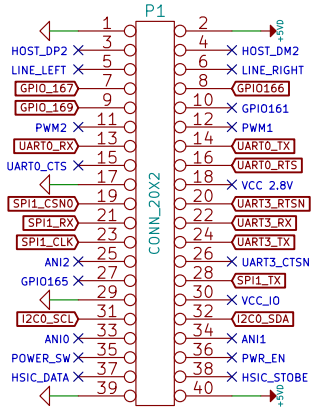 P1
1 2 +5VD
HOST_DP2 3 4 HOST_DM2
LINE_LEFT 5 6 LINE_RIGHT
GPIO_167 7 8 GPIO166
GPIO_169 9 10 GPIO161
PWM2 11 12 PWM1
UART0_RX 13 14 UART0_TX
UART0_CTS 15 16 UART0_RTS
17 18 VCC 2.8V
SPI1_CSN0 19 20 UART3_RTSN
SPI1_RX 21 22 UART3_RX
SPI1_CLK 23 24 UART3_TX
ANI2 25 26 UART3_CTSN
GPIO165 27 28 SPI1_TX
29 30 VCC_IO
I2C0_SCL 31 32 I2C0_SDA
ANI0 33 34 ANI1
POWER_SW 35 36 PWR_EN
HSIC_DATA 37 38 HSIC_STOBE
39 40 +5VD
CONN_20X2